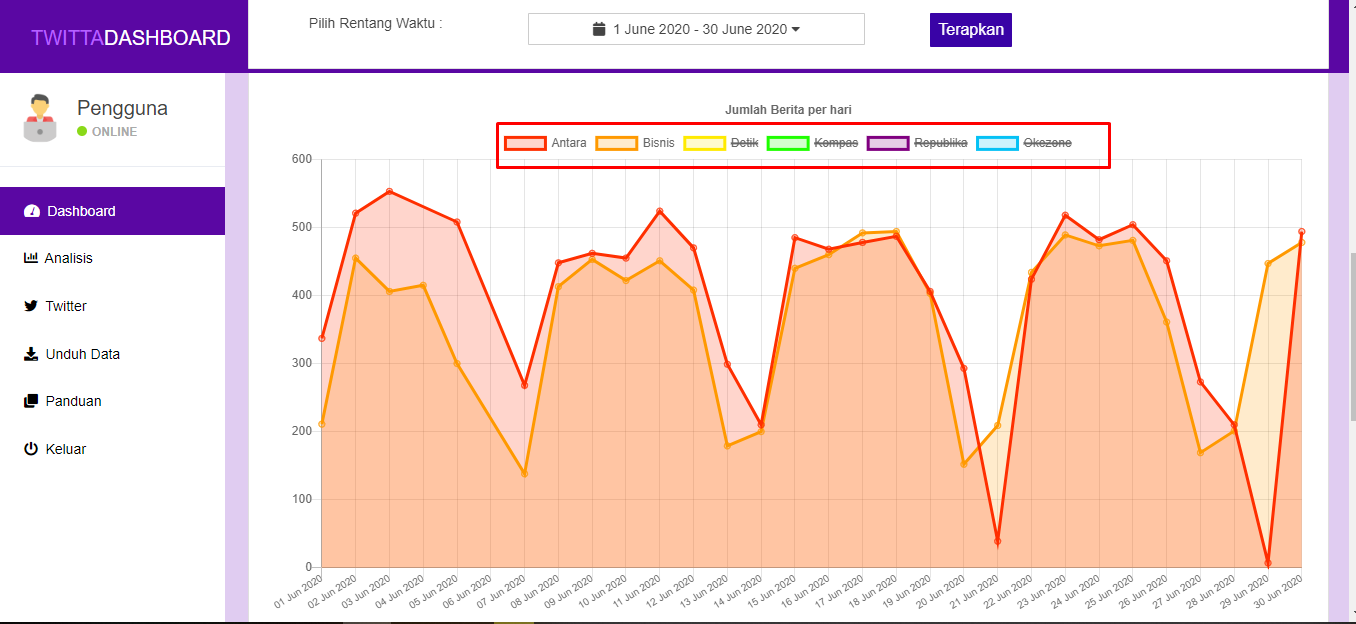 TWITTADASHBOARD
Pilih Rentang Waktu :
1 June 2020 - 30 June 2020
Terapkan
Pengguna
ONLINE
Dashboard
Analisis
Twitter
Unduh Data
Panduan
Keluar
Jumlah Berita per hari
Antara Bisnis Detik Kompas Republika Okezone
600
500
400
300
200
100
0
01 Jun 2020
02 Jun 2020
03 Jun 2020
04 Jun 2020
05 Jun 2020
06 Jun 2020
07 Jun 2020
08 Jun 2020
09 Jun 2020
10 Jun 2020
11 Jun 2020
12 Jun 2020
13 Jun 2020
14 Jun 2020
15 Jun 2020
16 Jun 2020
17 Jun 2020
18 Jun 2020
19 Jun 2020
20 Jun 2020
21 Jun 2020
22 Jun 2020
23 Jun 2020
24 Jun 2020
25 Jun 2020
26 Jun 2020
27 Jun 2020
28 Jun 2020
29 Jun 2020
30 Jun 2020